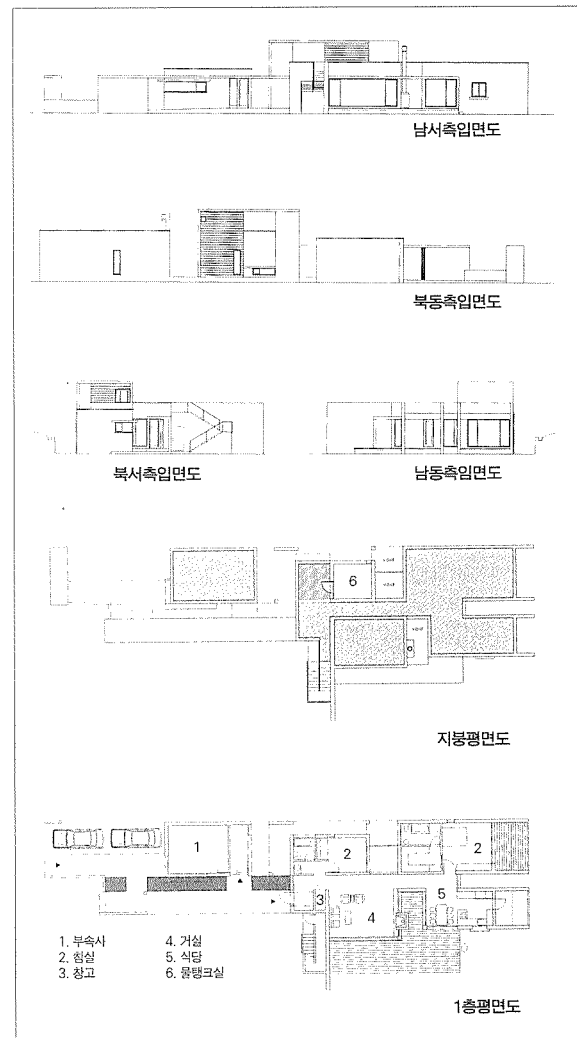 남서측입면도
북동측입면도
북서측입면도
남동측입면도
6
지붕평면도
1
2
2
3
4
5
1. 부속사
2. 침실
3. 창고
4. 거실
5. 식당
6. 물탱크실
1층평면도